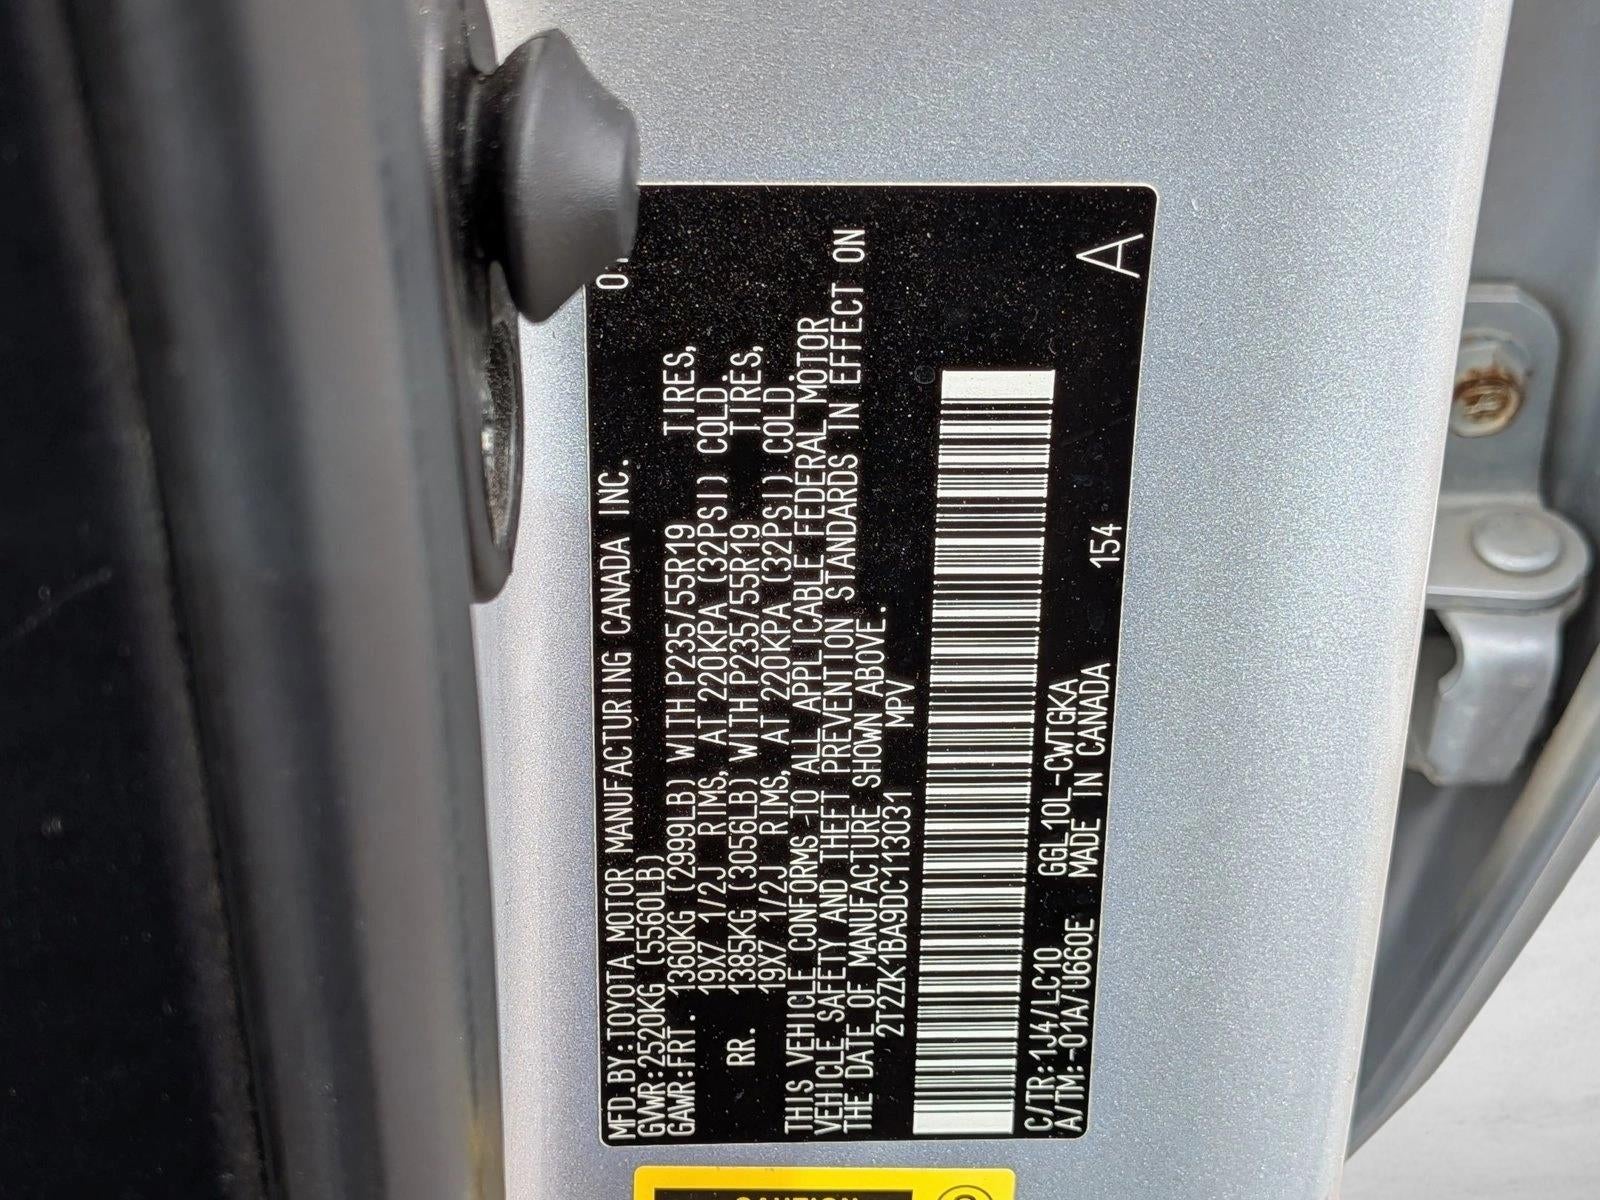 MFD.BY:TOYOTA MOTOR MANUFACTURING CANADA INC.
GVWR:2520KG (5560LB)
GAWR:FRT. 1360KG (2999LB) WITH P235/55R19 TIRES,
19X7 1/2J RIMS, AT 220KPA (32PSI) COLD.
RR. 1385KG (3056LB) WITH P235/55R19 TIRES,
19X7 1/2J RIMS, AT 220KPA (32PSI) COLD.
THIS VEHICLE CONFORMS TO ALL APPLICABLE FEDERAL MOTOR
VEHICLE SAFETY AND THEFT PREVENTION STANDARDS IN EFFECT ON
THE DATE OF MANUFACTURE SHOWN ABOVE.
2T2ZK1BA9DC113031 MPV
C/TR:1J4/LC10 GGL10L-CWTGKA 154 A
A/TM:-01A/U660E MADE IN CANADA
CAUTION